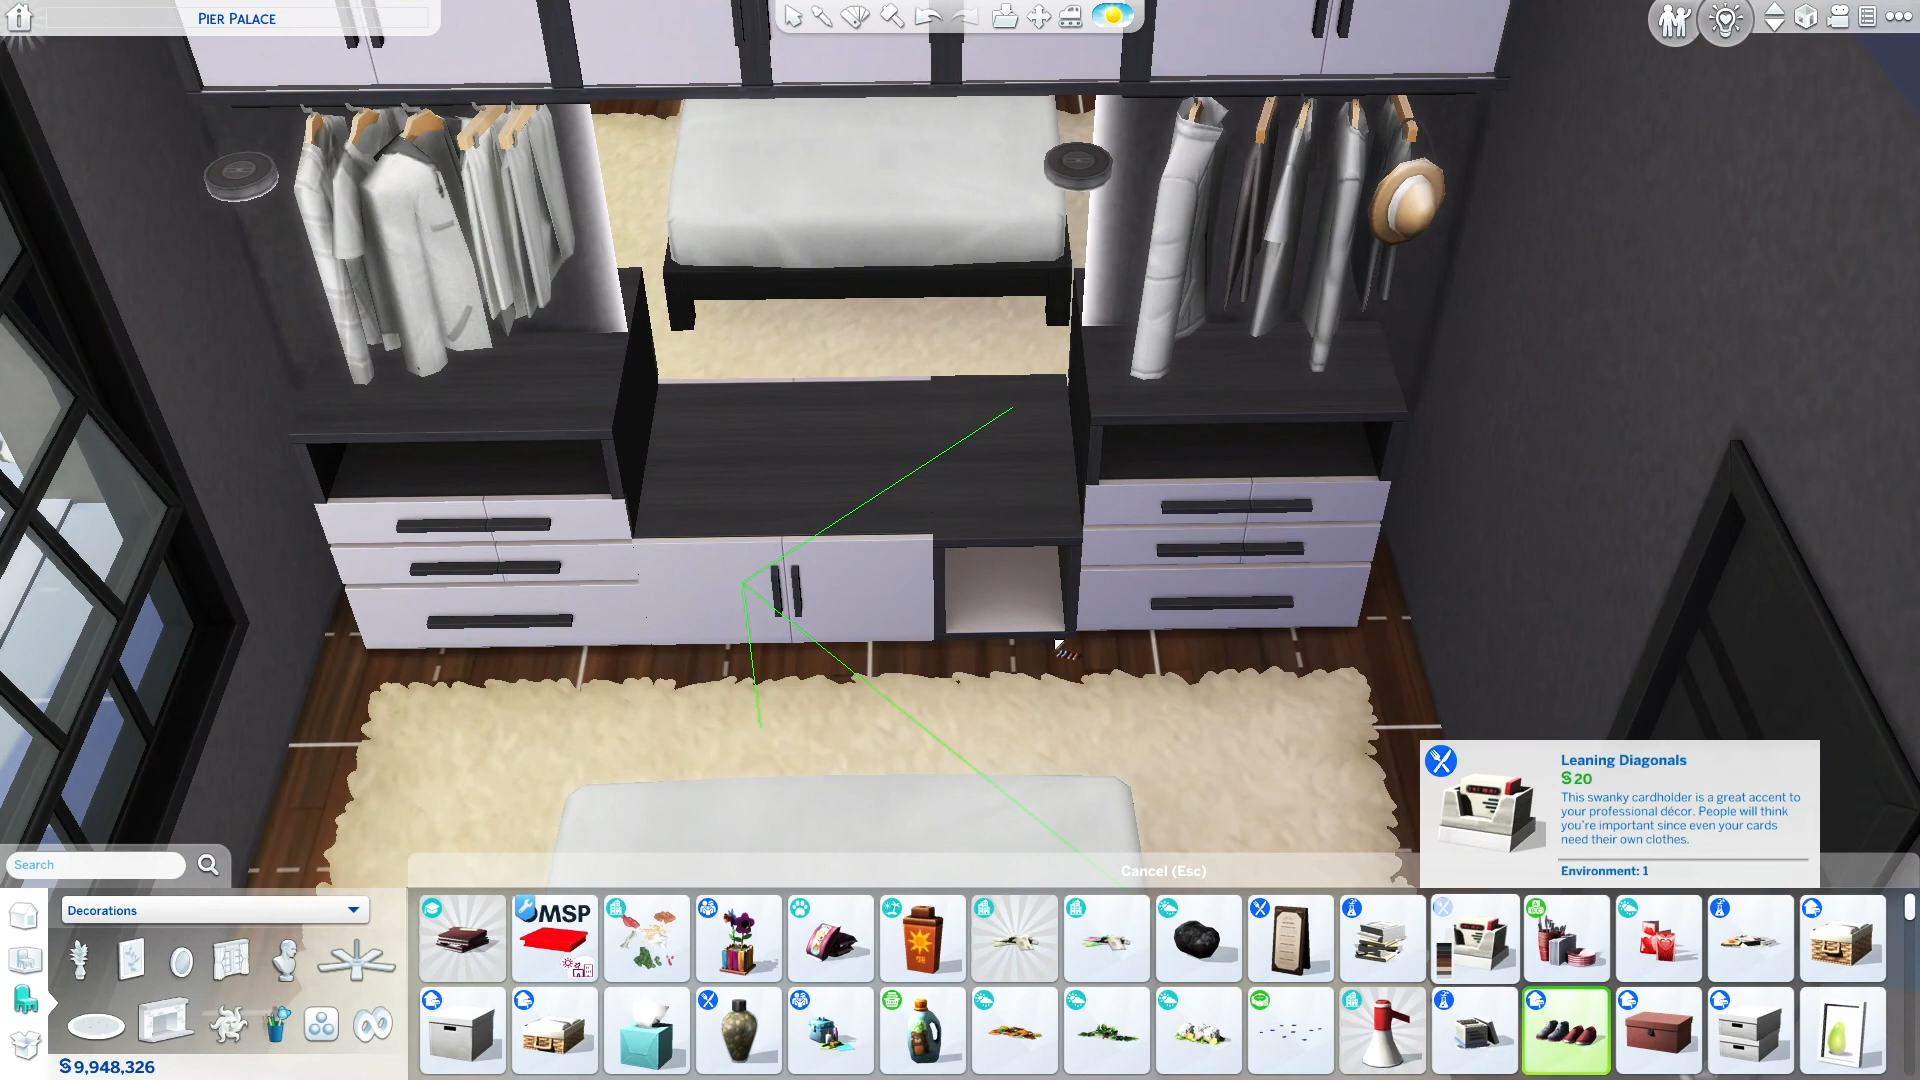 PIER PALACE
Leaning Diagonals
§20
This swanky cardholder is a great accent to
your professional décor. People will think
you're important since even your cards
need their own clothes.
Environment: 1
Search
Cancel (Esc)
Decorations
OMSP
§9,948,326